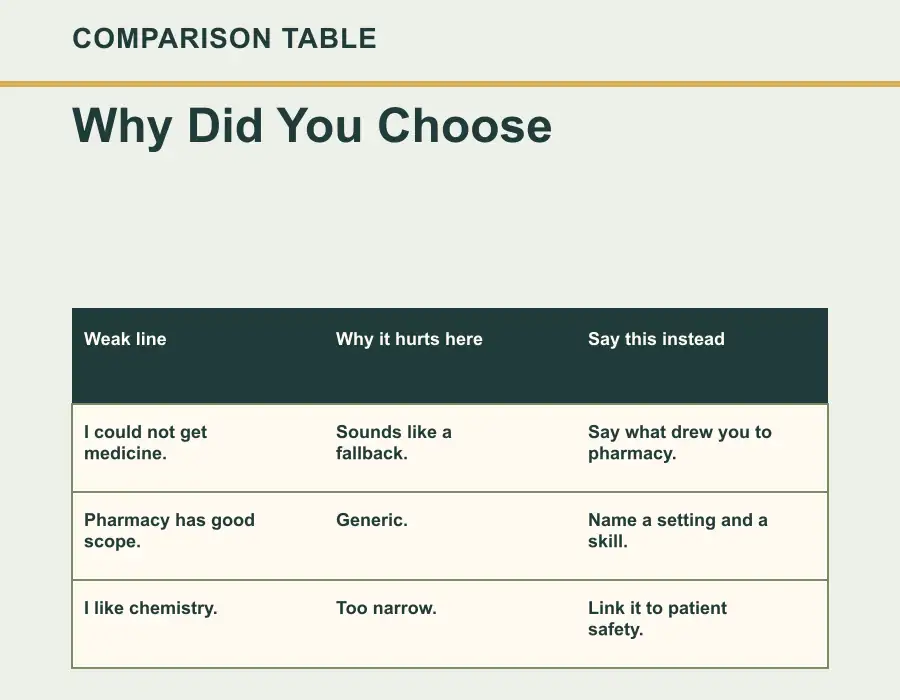 COMPARISON TABLE
Why Did You Choose
Weak line
Why it hurts here
Say this instead
I could not get
medicine.
Sounds like a
fallback.
Say what drew you to
pharmacy.
Pharmacy has good
scope.
Generic.
Name a setting and a
skill.
I like chemistry.
Too narrow.
Link it to patient
safety.